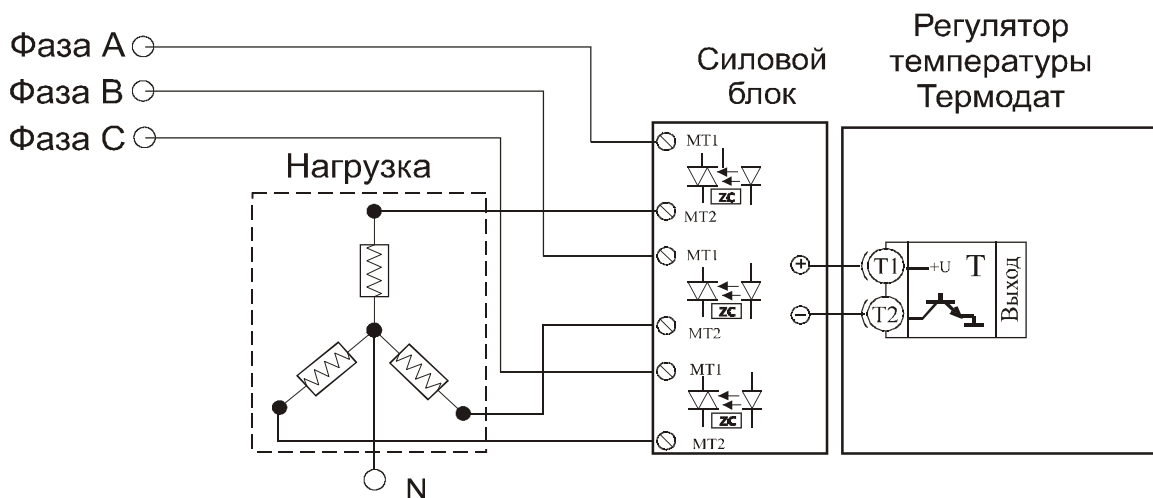 Фаза A
Фаза B
Фаза C
Нагрузка
N
Силовой
блок
MT1
ZC
MT2
MT1
ZC
MT2
MT1
ZC
MT2
+
−
Регулятор
температуры
Термодат
T1
+U
T
T2
Выход